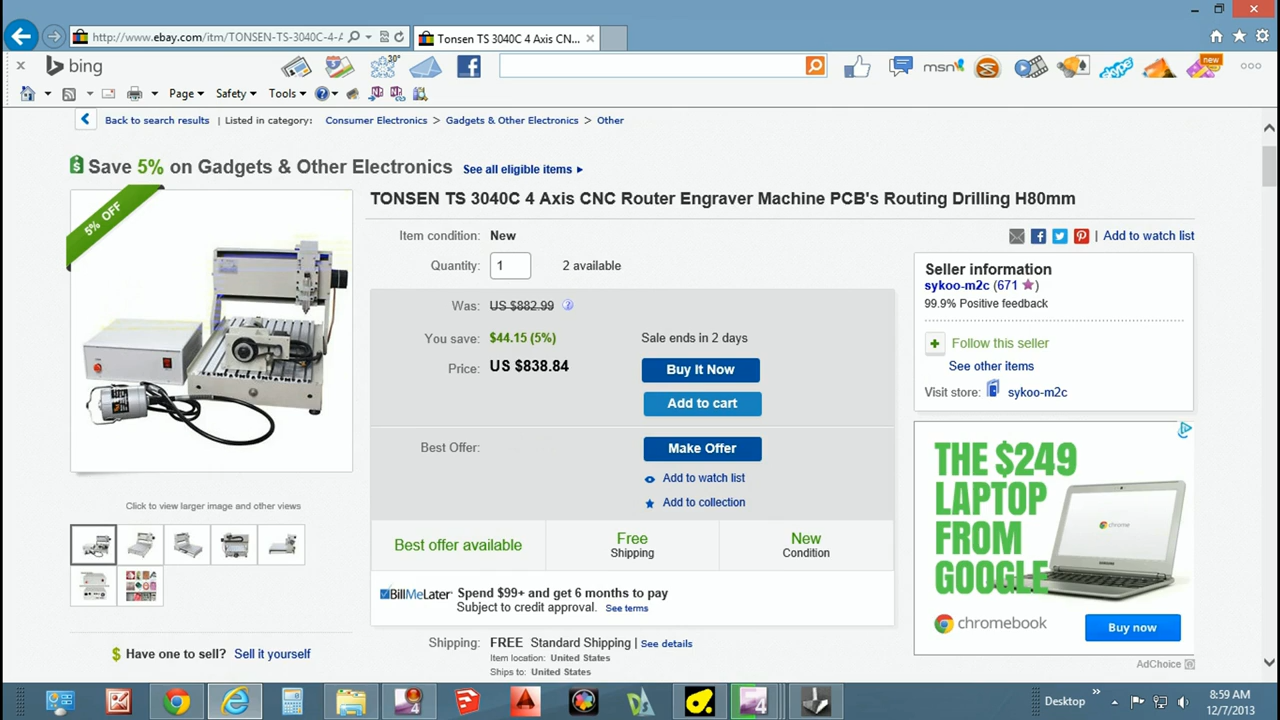 http://www.ebay.com/itm/TONSEN-TS-3040C-4-A
Tonsen TS 3040C 4 Axis CNC...
bing
30°
msn
skype
new
Page
Safety
Tools
Back to search results | Listed in category: Consumer Electronics > Gadgets & Other Electronics > Other
Save 5% on Gadgets & Other Electronics See all eligible items
5% OFF
TONSEN TS 3040C 4 Axis CNC Router Engraver Machine PCB's Routing Drilling H80mm
Item condition: New
| Add to watch list
Quantity: 1 2 available
Was: US $882.99
You save: $44.15 (5%) Sale ends in 2 days
Price: US $838.84 Buy It Now
Add to cart
Best Offer: Make Offer
Add to watch list
Add to collection
Best offer available
Free
Shipping
New
Condition
BillMeLater Spend $99+ and get 6 months to pay
Subject to credit approval. See terms
Shipping: FREE Standard Shipping | See details
Item location: United States
Ships to: United States
Click to view larger image and other views
$ Have one to sell? Sell it yourself
Seller information
sykoo-m2c (671 )
99.9% Positive feedback
Follow this seller
See other items
Visit store: sykoo-m2c
THE $249
LAPTOP
FROM
GOOGLE
chrome
chromebook
Buy now
AdChoice
Desktop
8:59 AM
12/7/2013